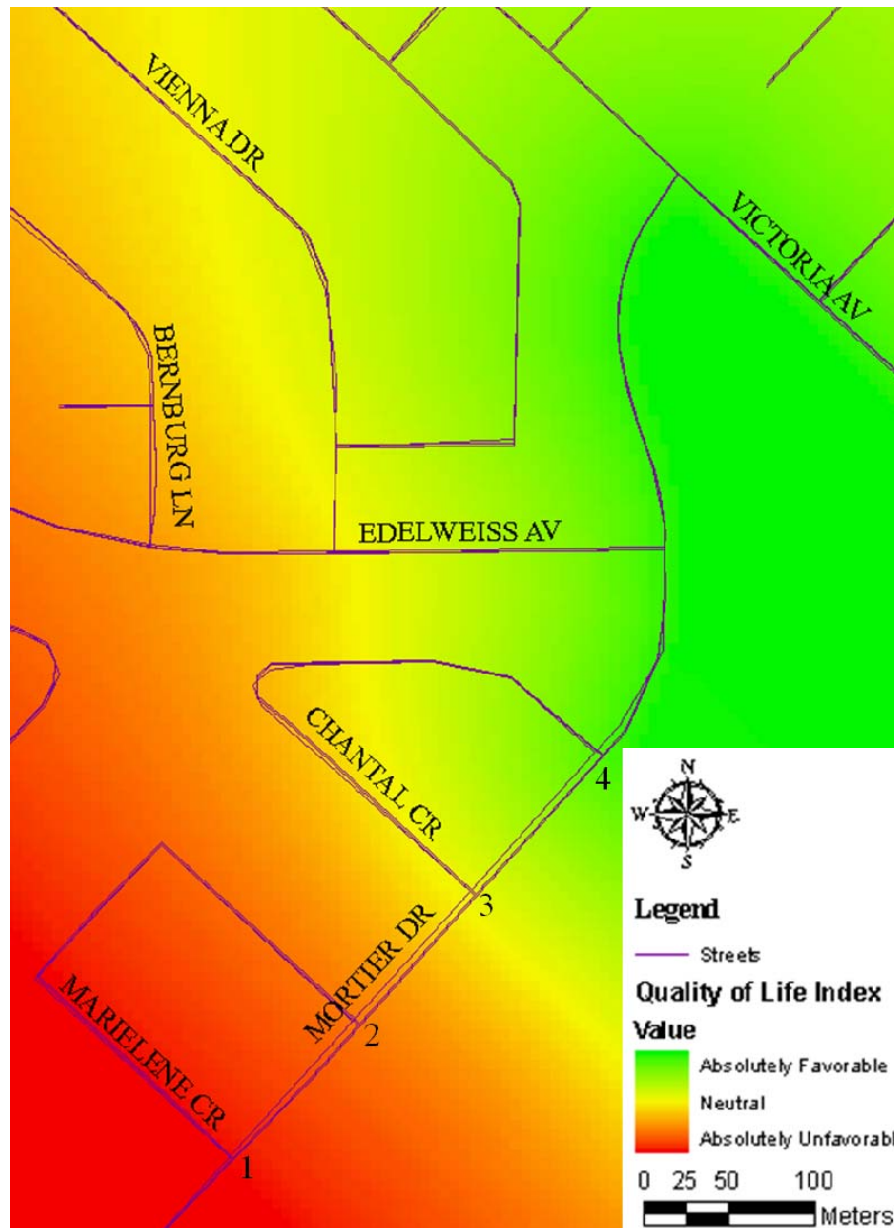 VIENNA DR
VICTORIA AV
BERNBURG LN
EDELWEISS AV
CHANTAL CR
4
3
MORTIER DR
2
MARIELENE CR
1
N
W E
S
Legend
Streets
Quality of Life Index
Value
Absolutely Favorable
Neutral
Absolutely Unfavorabl
0 25 50 100
Meters